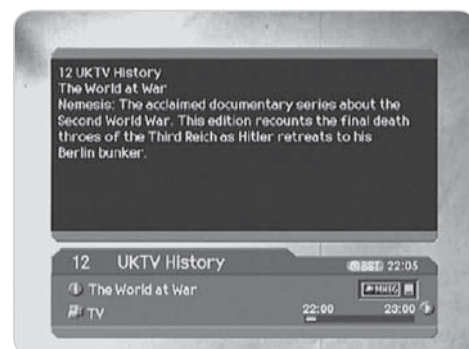 12 UKTV History
The World at War
Nemesis: The acclaimed documentary series about the
Second World War. This edition recounts the final death
throes of the Third Reich as Hitler retreats to his
Berlin bunker.
12 UKTV History
BST 22:05
The World at War
TV 22:00 23:00